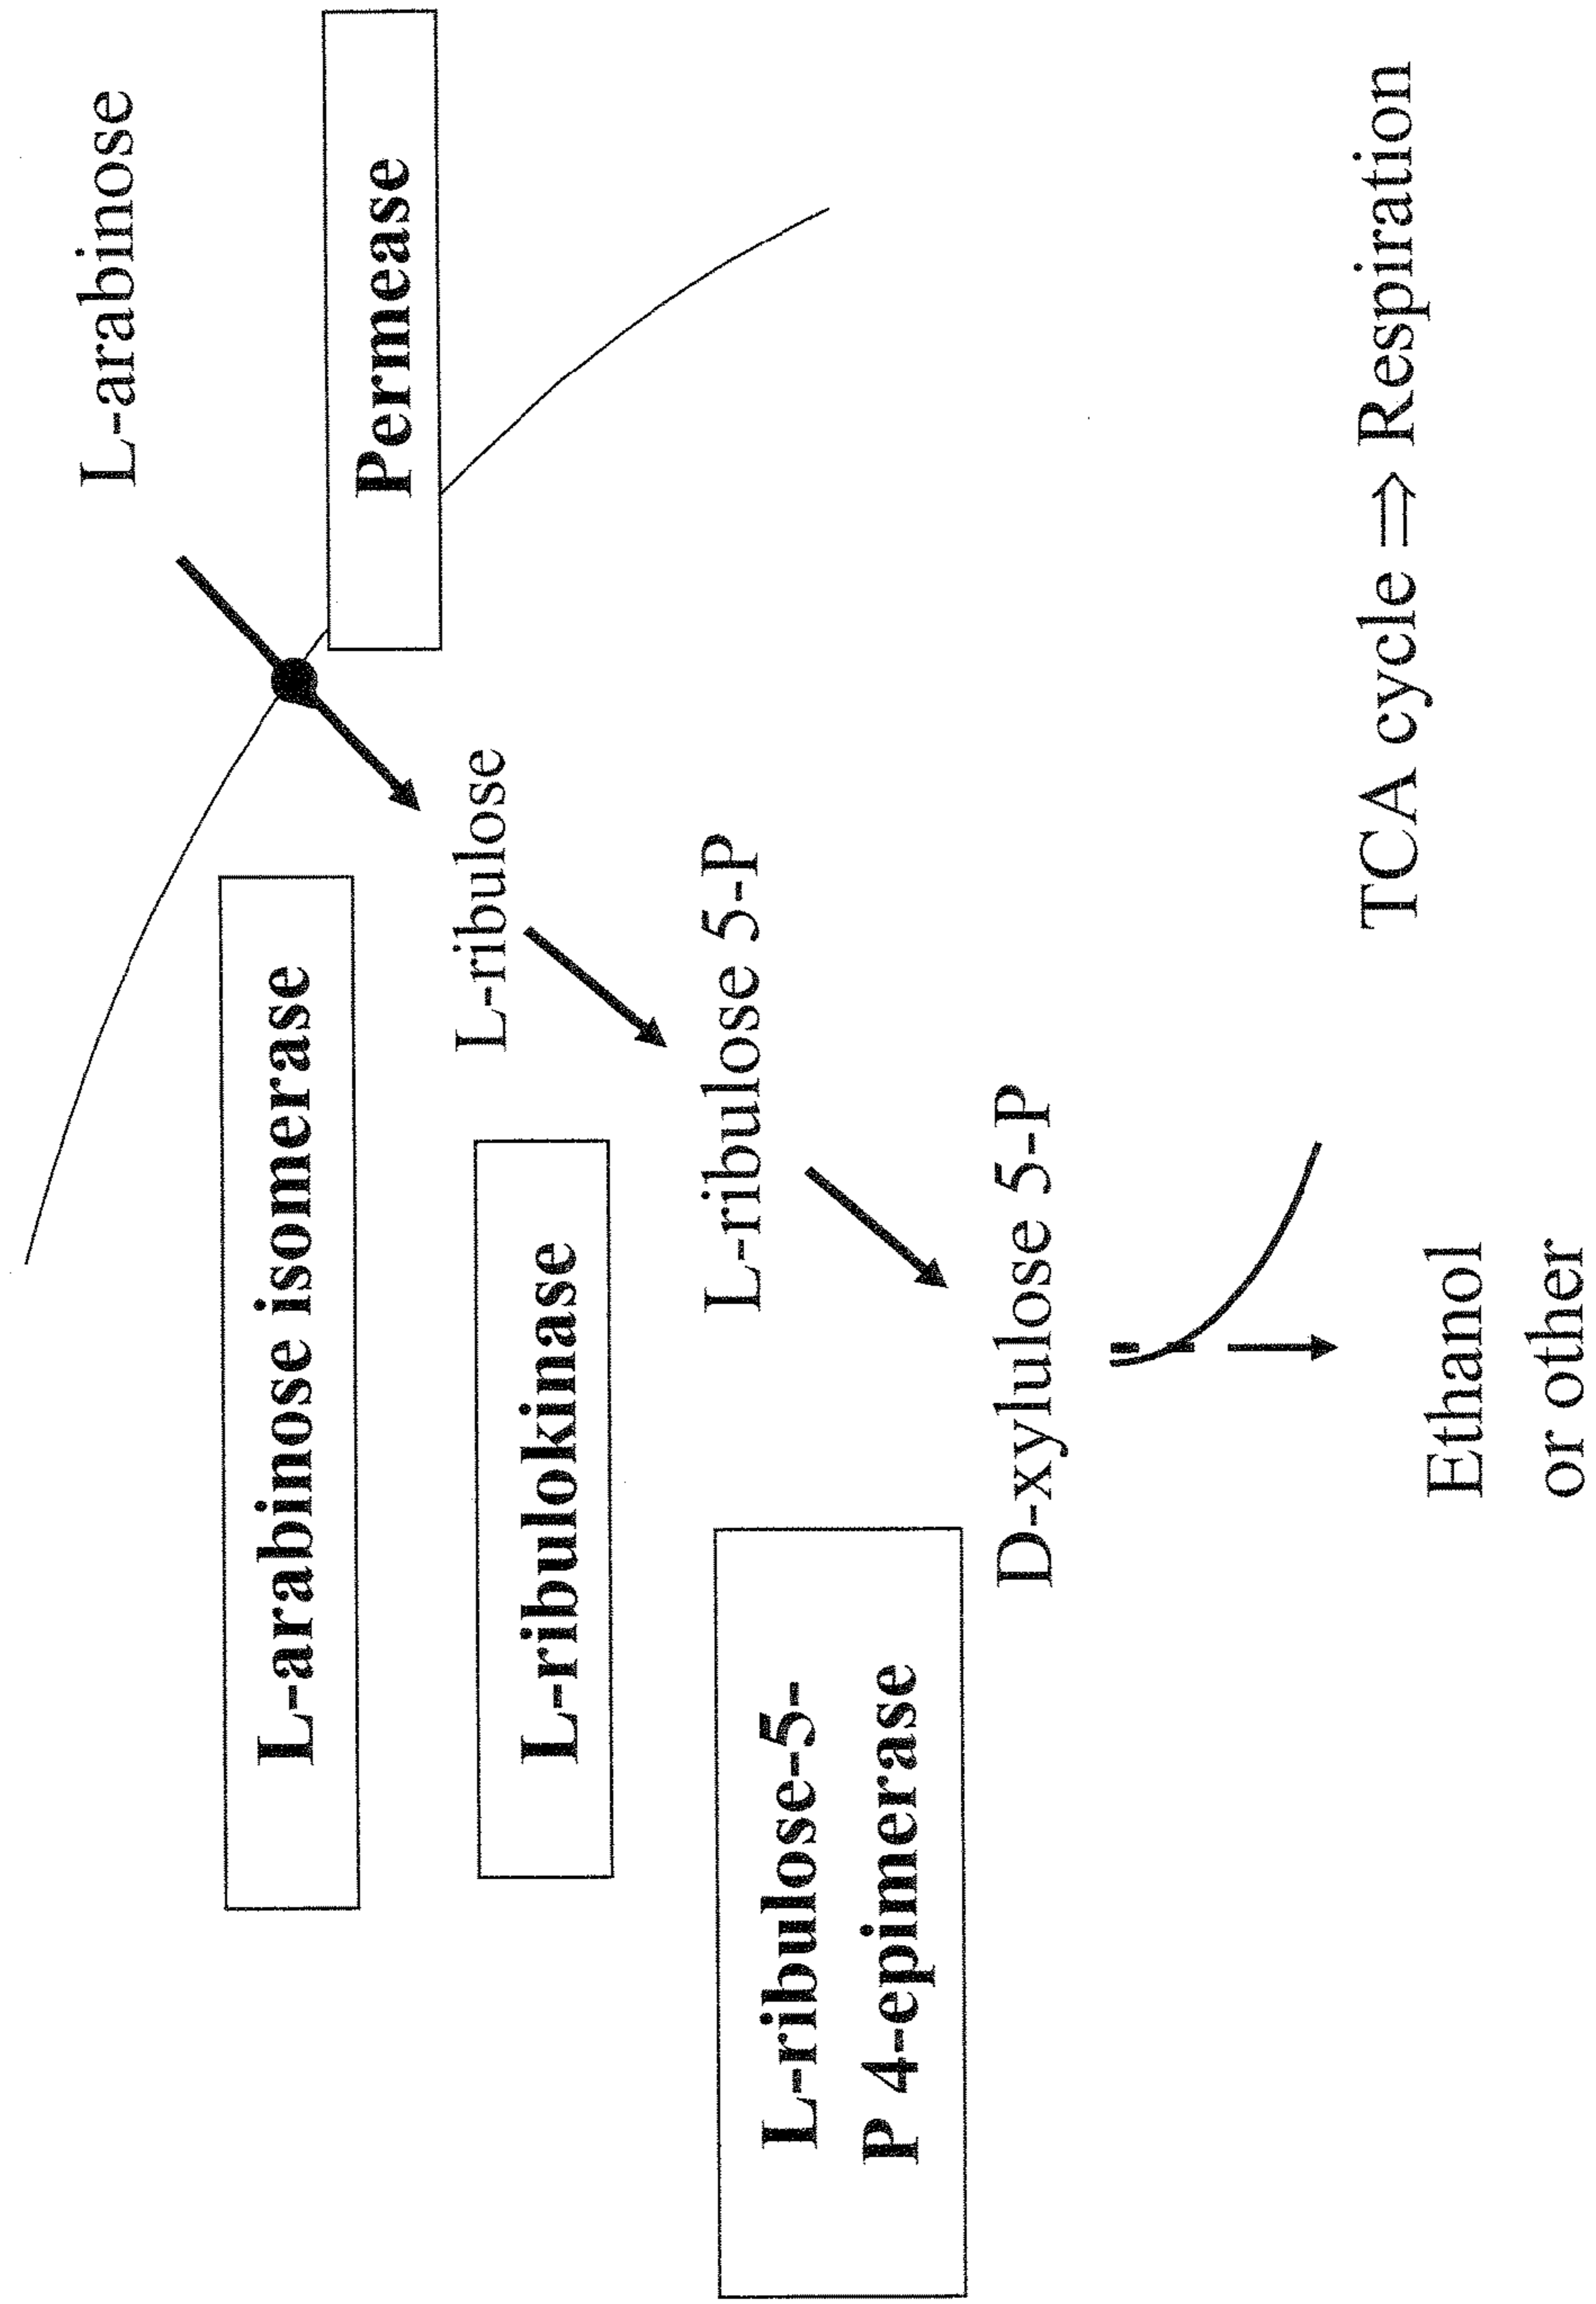 L-arabinose
Permease
L-arabinose isomerase
L-ribulose
L-ribulokinase
L-ribulose 5-P
L-ribulose-5-
P 4-epimerase
D-xylulose 5-P
TCA cycle ⇒ Respiration
Ethanol
or other